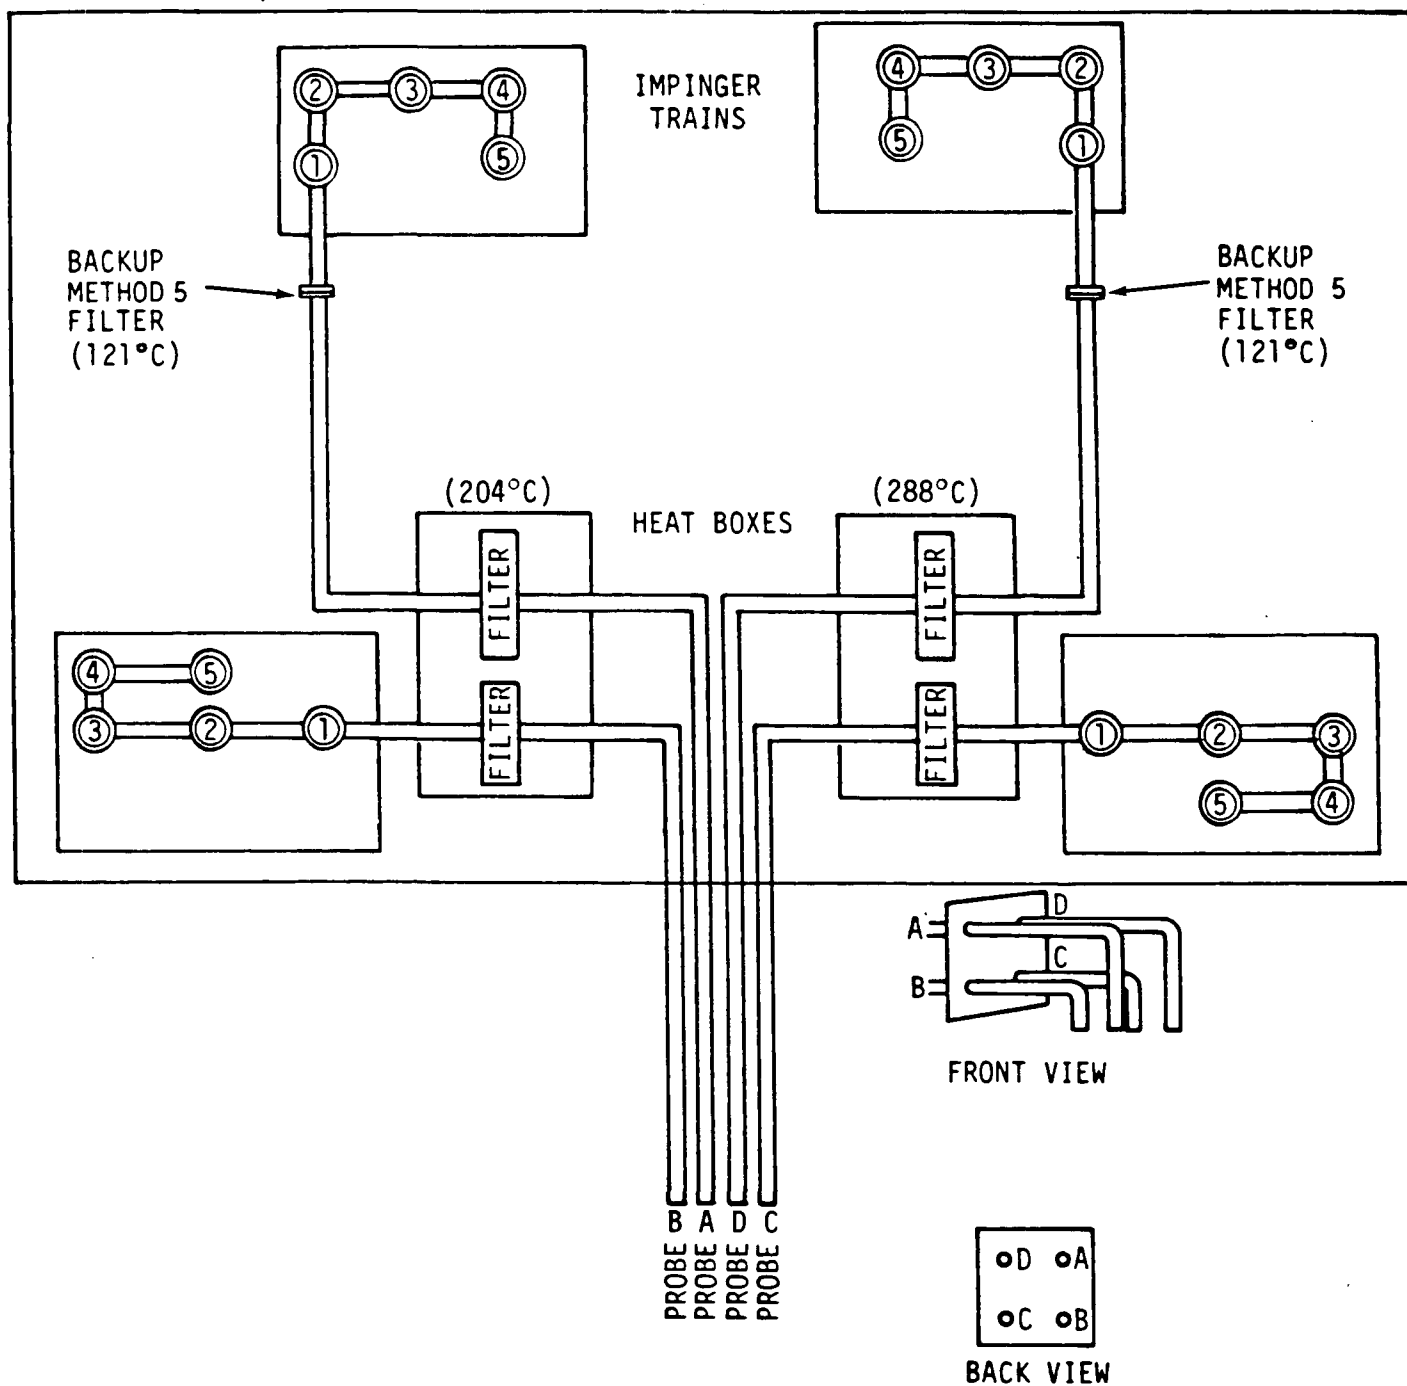 IMPINGER
TRAINS
2
3
4
1
5
4
3
2
5
1
BACKUP
METHOD 5
FILTER
(121°C)
BACKUP
METHOD 5
FILTER
(121°C)
(204°C)
(288°C)
HEAT BOXES
FILTER
FILTER
FILTER
FILTER
4
5
3
2
1
1
2
3
5
4
A
B
D
C
FRONT VIEW
PROBE B
PROBE A
PROBE D
PROBE C
D A
C B
BACK VIEW